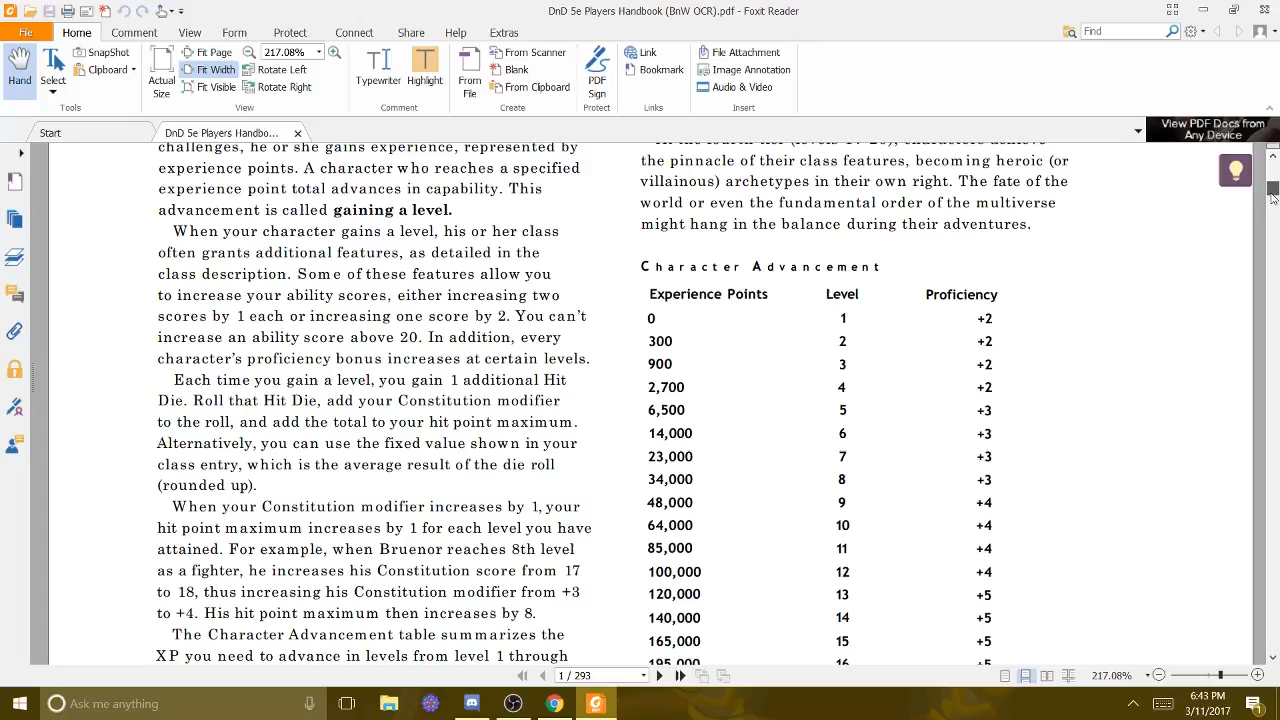 DnD 5e Players Handbook (BnW OCR).pdf - Foxit Reader
File Home Comment View Form Protect Connect Share Help Extras
Find
Hand
Select
SnapShot
Clipboard
Tools
Actual Size
Fit Page
Fit Width
Fit Visible
217.08%
Rotate Left
Rotate Right
View
Typewriter
Highlight
Comment
From File
From Scanner
Blank
From Clipboard
Create
PDF Sign
Protect
Link
Bookmark
Links
File Attachment
Image Annotation
Audio & Video
Insert
Start
DnD 5e Players Handbo...
View PDF Docs from
Any Device
challenges, he or she gains experience, represented by
experience points. A character who reaches a specified
experience point total advances in capability. This
advancement is called gaining a level.
When your character gains a level, his or her class
often grants additional features, as detailed in the
class description. Some of these features allow you
to increase your ability scores, either increasing two
scores by 1 each or increasing one score by 2. You can't
increase an ability score above 20. In addition, every
character's proficiency bonus increases at certain levels.
Each time you gain a level, you gain 1 additional Hit
Die. Roll that Hit Die, add your Constitution modifier
to the roll, and add the total to your hit point maximum.
Alternatively, you can use the fixed value shown in your
class entry, which is the average result of the die roll
(rounded up).
When your Constitution modifier increases by 1, your
hit point maximum increases by 1 for each level you have
attained. For example, when Bruenor reaches 8th level
as a fighter, he increases his Constitution score from 17
to 18, thus increasing his Constitution modifier from +3
to +4. His hit point maximum then increases by 8.
The Character Advancement table summarizes the
XP you need to advance in levels from level 1 through
At the fourth tier (levels 17-20), characters achieve
the pinnacle of their class features, becoming heroic (or
villainous) archetypes in their own right. The fate of the
world or even the fundamental order of the multiverse
might hang in the balance during their adventures.
Character Advancement
Experience Points Level Proficiency
0 1 +2
300 2 +2
900 3 +2
2,700 4 +2
6,500 5 +3
14,000 6 +3
23,000 7 +3
34,000 8 +3
48,000 9 +4
64,000 10 +4
85,000 11 +4
100,000 12 +4
120,000 13 +5
140,000 14 +5
165,000 15 +5
195,000 16 +5
1 / 293
217.08%
Ask me anything
6:43 PM
3/11/2017
1